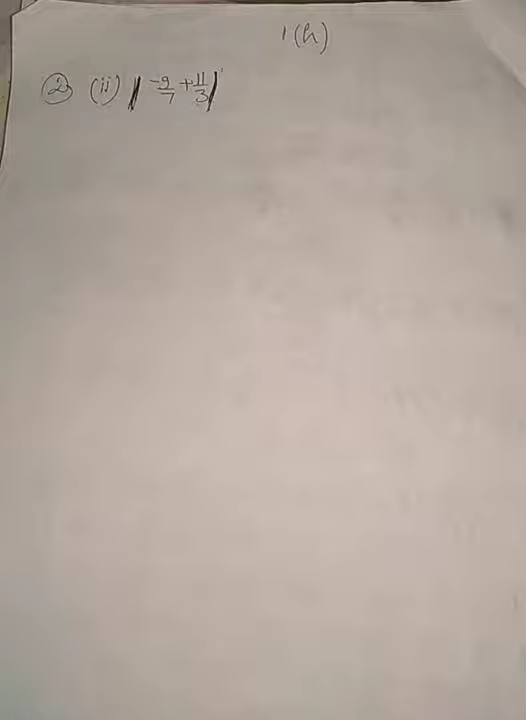 1(h)
② (ii) | -9/7 + 11/3 |